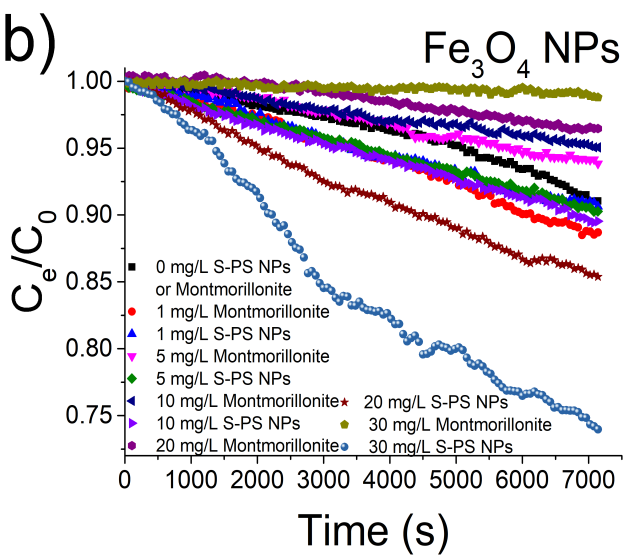 b)
Fe3O4 NPs
1.00
0.95
0.90
0.85
0.80
0.75
Ce/C0
0 mg/L S-PS NPs
or Montmorillonite
1 mg/L Montmorillonite
1 mg/L S-PS NPs
5 mg/L Montmorillonite
5 mg/L S-PS NPs
10 mg/L Montmorillonite
10 mg/L S-PS NPs
20 mg/L Montmorillonite
20 mg/L S-PS NPs
30 mg/L Montmorillonite
30 mg/L S-PS NPs
0 1000 2000 3000 4000 5000 6000 7000
Time (s)